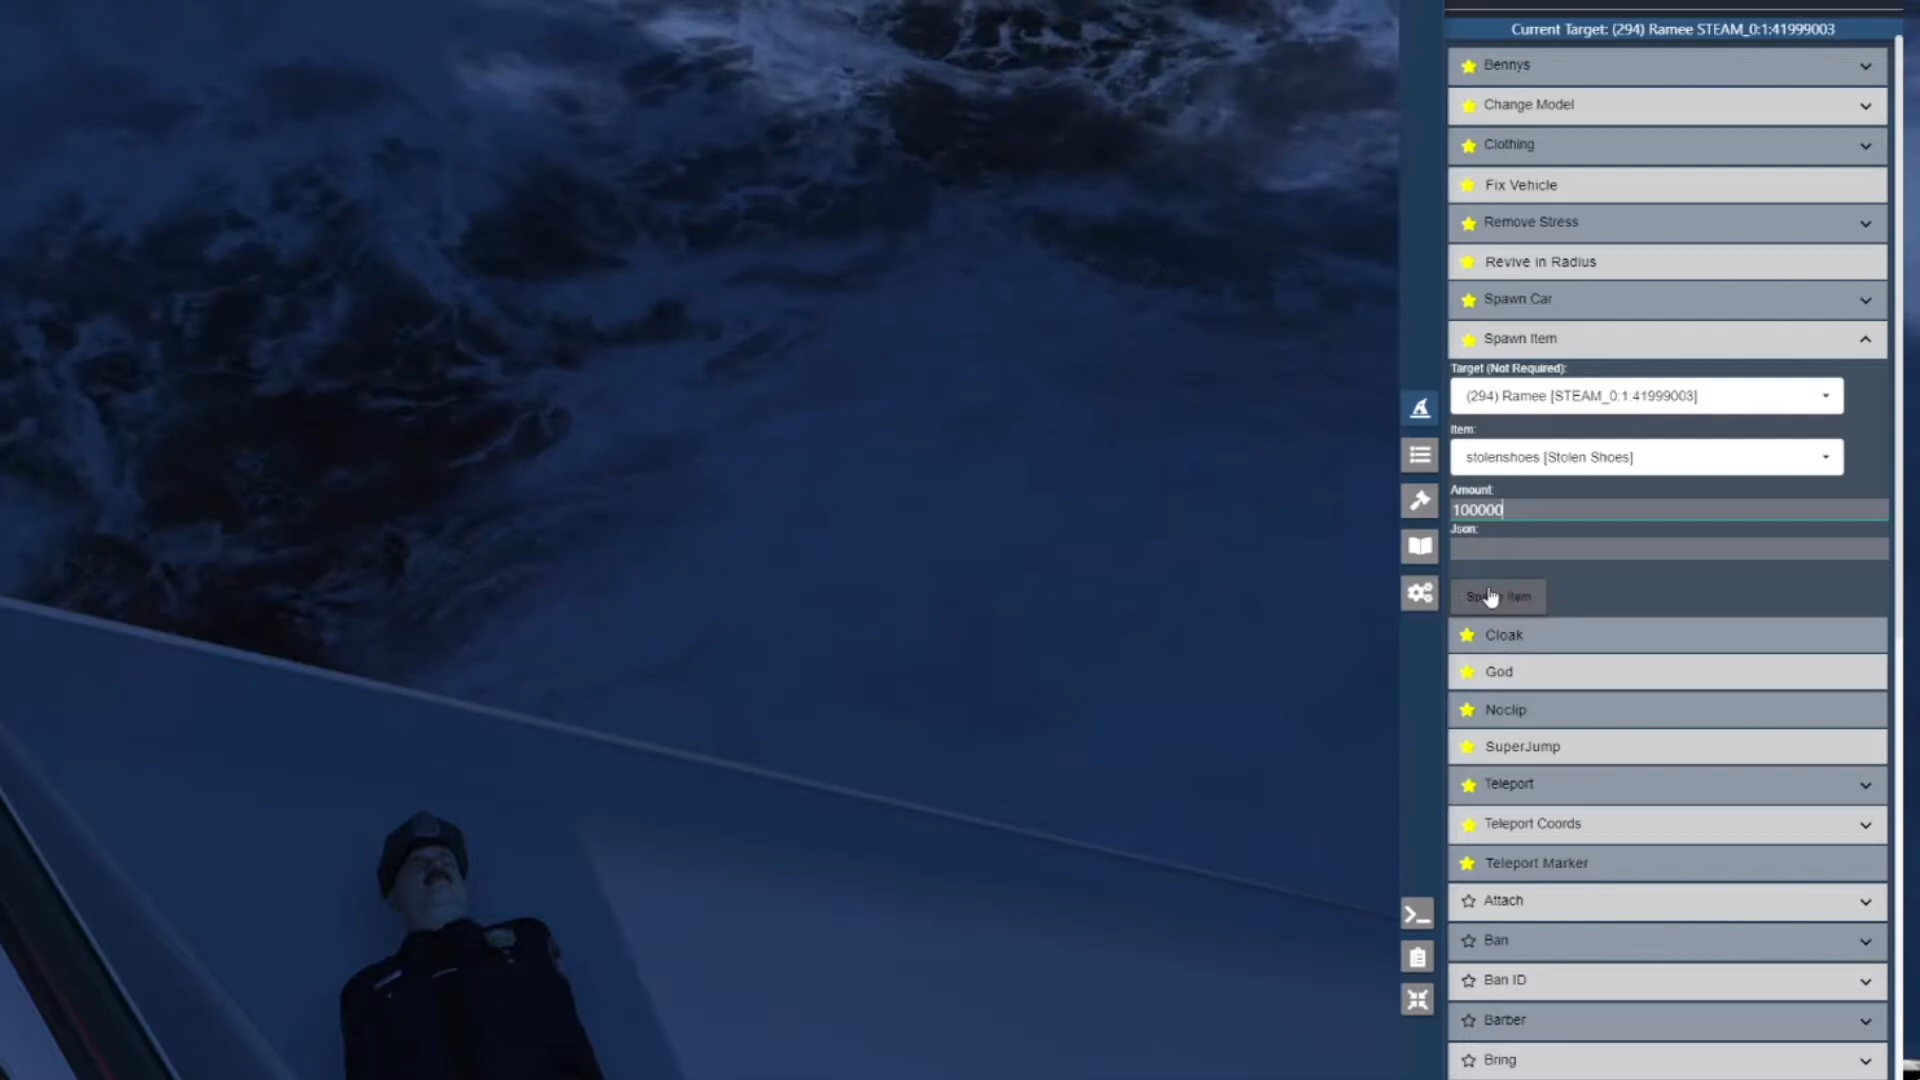 Current Target: (294) Ramee STEAM_0:1:41999003
Bennys
Change Model
Clothing
Fix Vehicle
Remove Stress
Revive in Radius
Spawn Car
Spawn Item
Target (Not Required):
(294) Ramee [STEAM_0:1:41999003]
Item:
stolenshoes [Stolen Shoes]
Amount:
100000
Json:
Spawn Item
Cloak
God
Noclip
SuperJump
Teleport
Teleport Coords
Teleport Marker
Attach
Ban
Ban ID
Barber
Bring